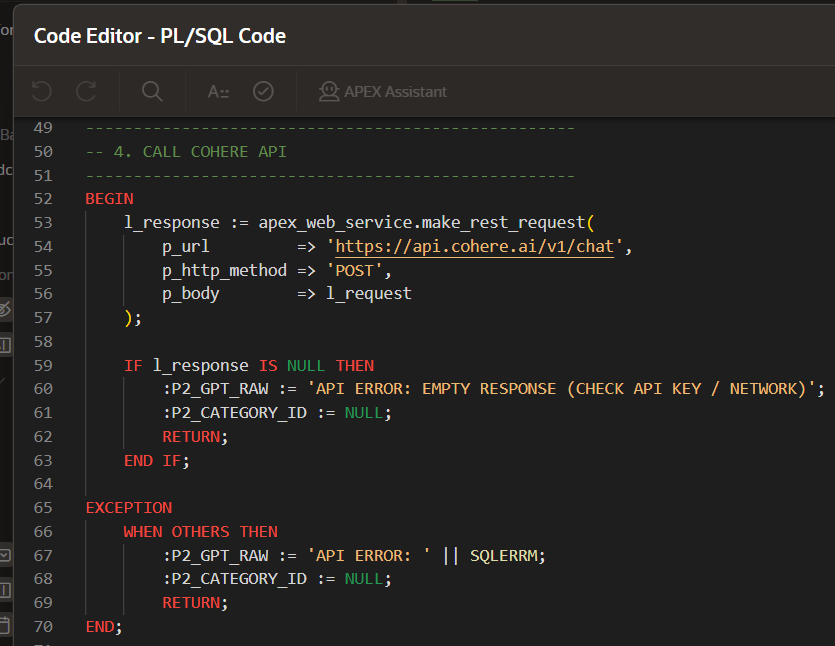 Code Editor - PL/SQL Code
APEX Assistant
49 ---------------------------------------------------
50 -- 4. CALL COHERE API
51 ---------------------------------------------------
52 BEGIN
53 l_response := apex_web_service.make_rest_request(
54 p_url => 'https://api.cohere.ai/v1/chat',
55 p_http_method => 'POST',
56 p_body => l_request
57 );
58
59 IF l_response IS NULL THEN
60 :P2_GPT_RAW := 'API ERROR: EMPTY RESPONSE (CHECK API KEY / NETWORK)';
61 :P2_CATEGORY_ID := NULL;
62 RETURN;
63 END IF;
64
65 EXCEPTION
66 WHEN OTHERS THEN
67 :P2_GPT_RAW := 'API ERROR: ' || SQLERRM;
68 :P2_CATEGORY_ID := NULL;
69 RETURN;
70 END;